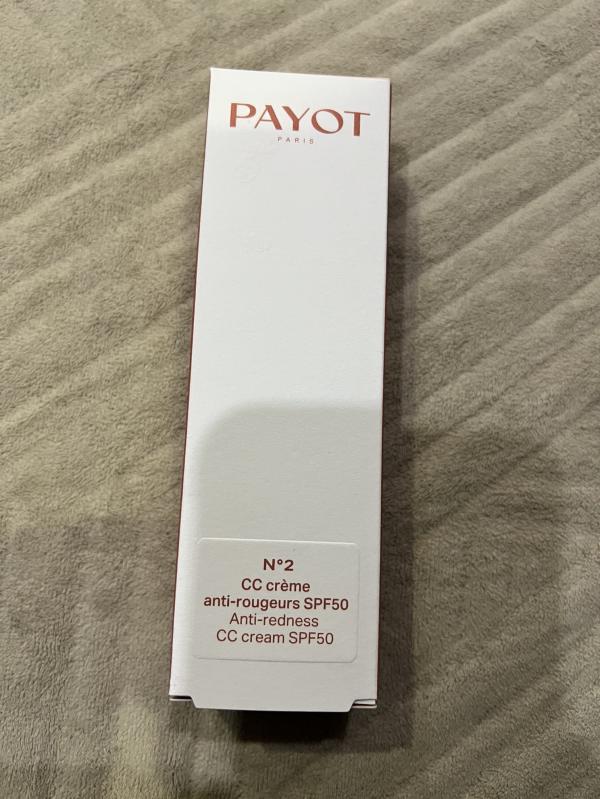 PAYOT
PARIS
N°2
CC crème
anti-rougeurs SPF50
Anti-redness
CC cream SPF50